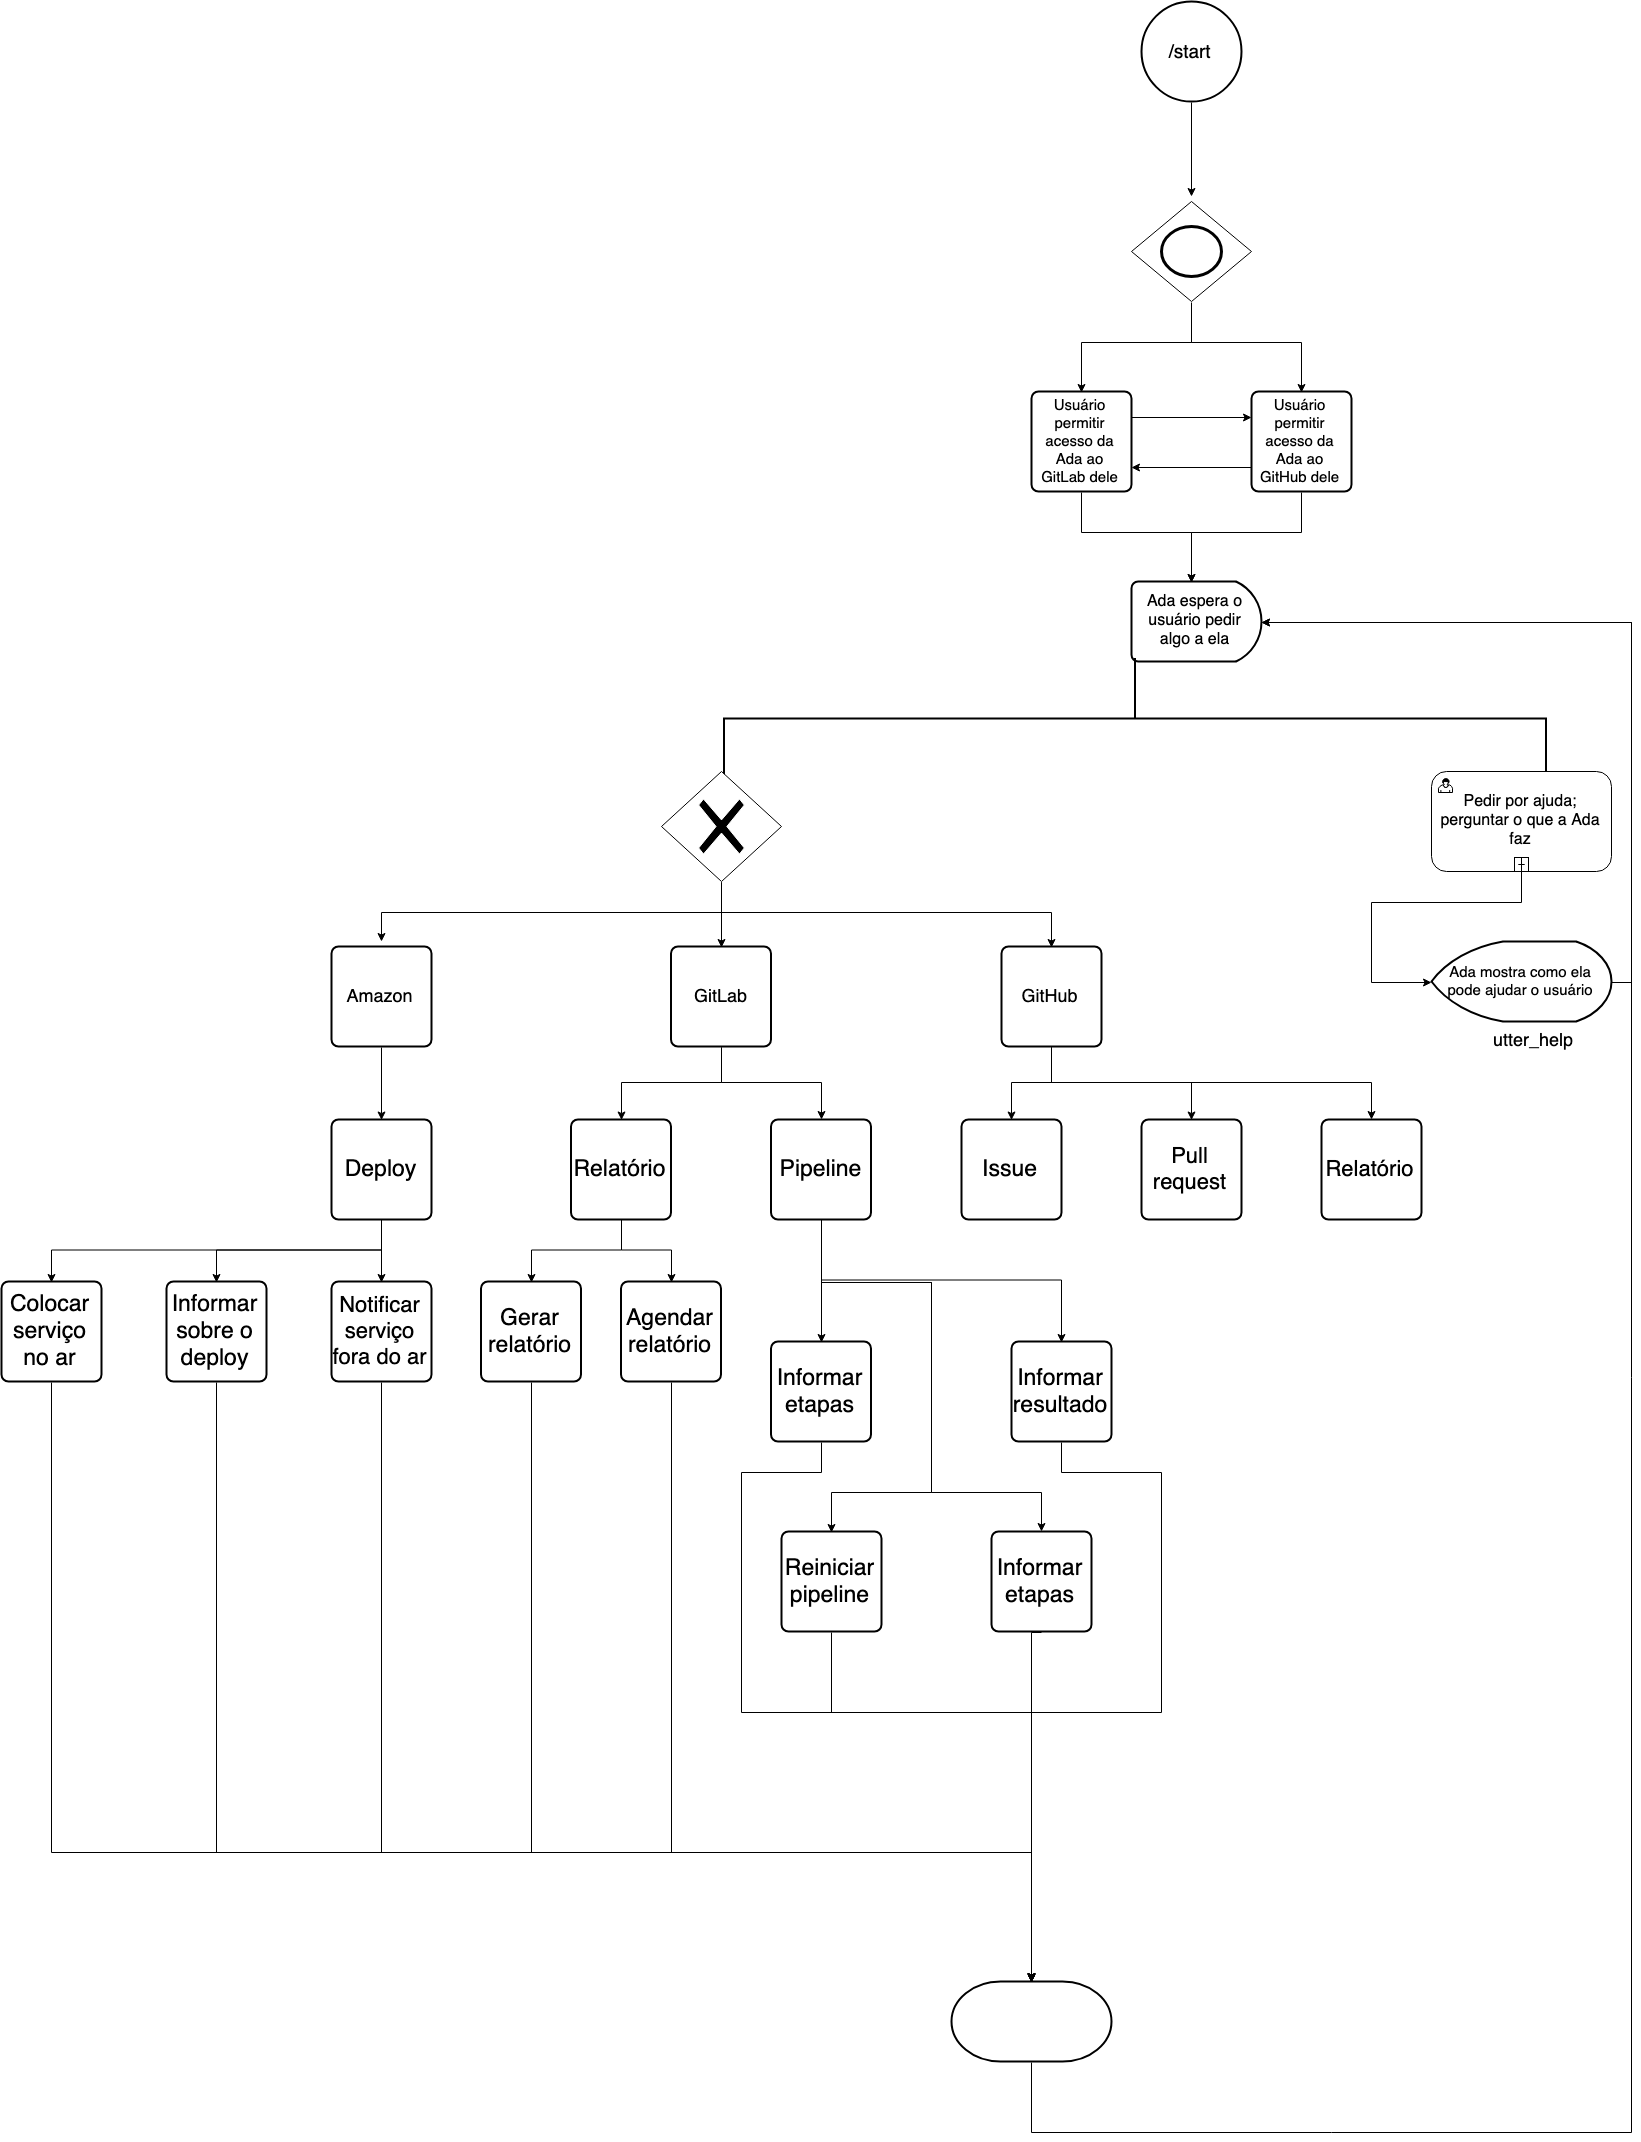 /start
Usuário
permitir
acesso da
Ada ao
GitLab dele
Usuário
permitir
acesso da
Ada ao
GitHub dele
Ada espera o
usuário pedir
algo a ela
Pedir por ajuda;
perguntar o que a Ada
faz
Amazon
GitLab
GitHub
Ada mostra como ela
pode ajudar o usuário
utter_help
Deploy
Relatório
Pipeline
Issue
Pull
request
Relatório
Colocar
serviço
no ar
Informar
sobre o
deploy
Notificar
serviço
fora do ar
Gerar
relatório
Agendar
relatório
Informar
etapas
Informar
resultado
Reiniciar
pipeline
Informar
etapas